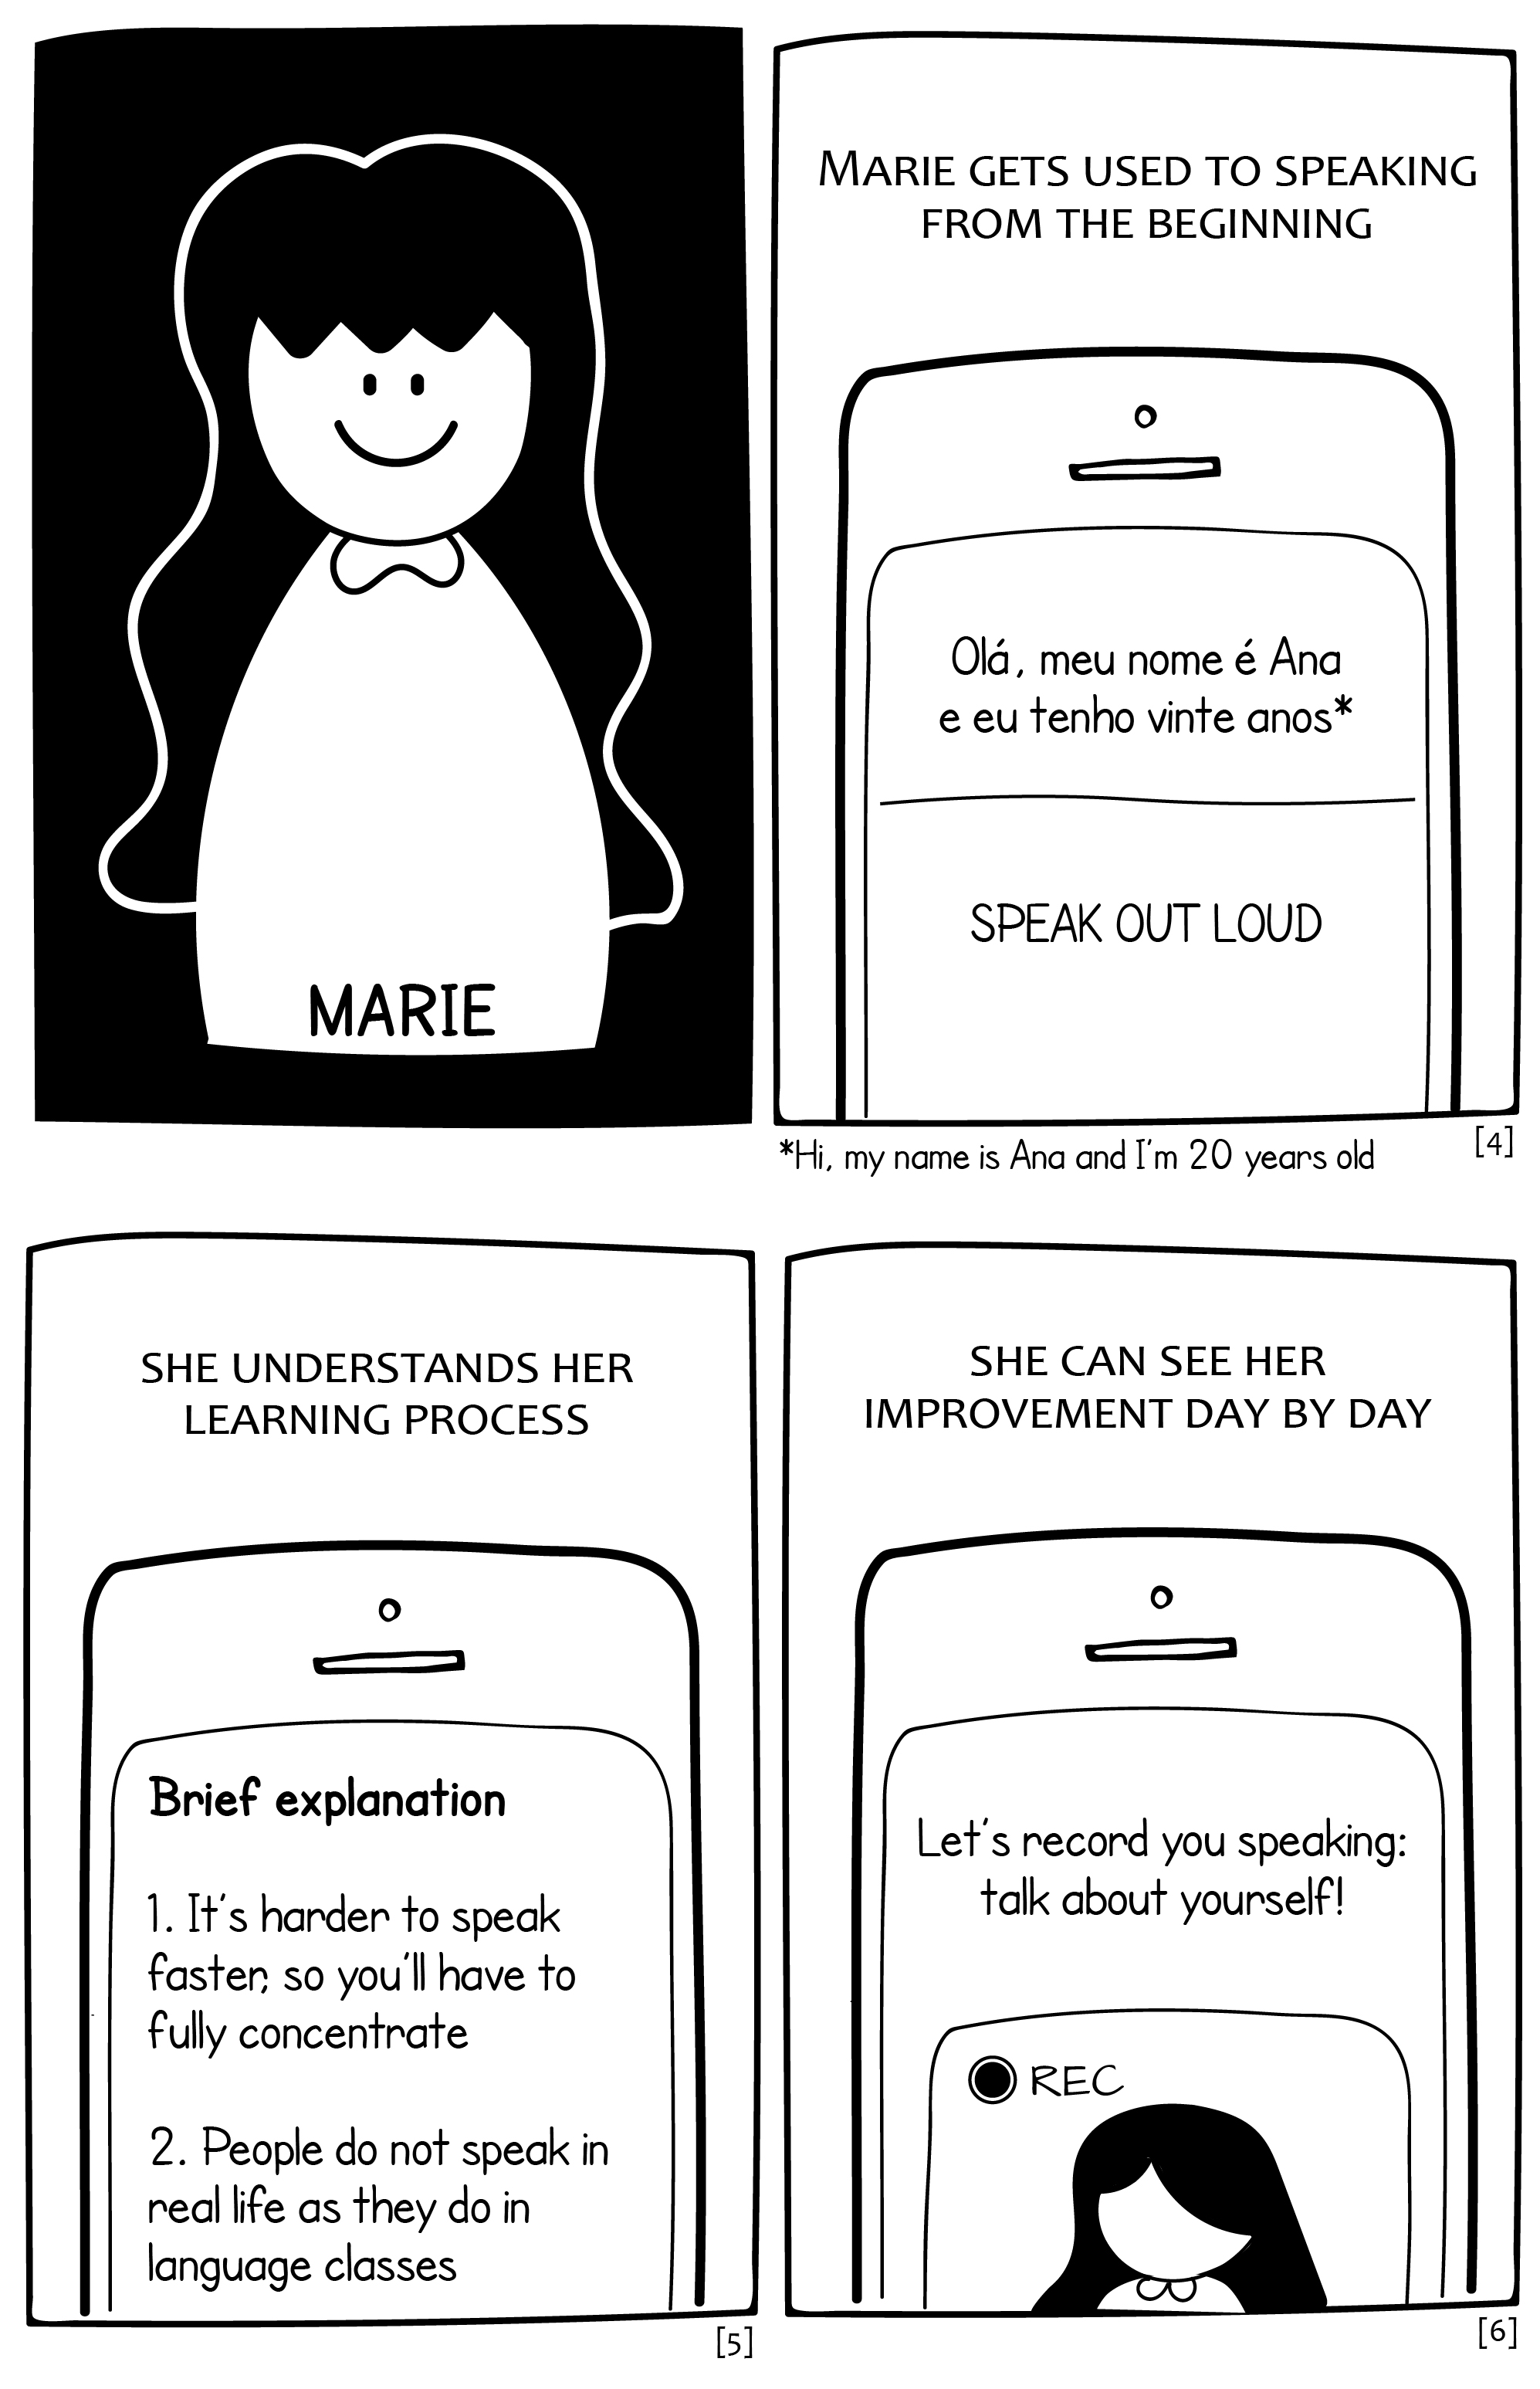 MARIE
MARIE GETS USED TO SPEAKING
FROM THE BEGINNING
Olá, meu nome é Ana
e eu tenho vinte anos*
SPEAK OUT LOUD
*Hi, my name is Ana and I'm 20 years old
[4]
SHE UNDERSTANDS HER
LEARNING PROCESS
Brief explanation
1. It's harder to speak
faster, so you'll have to
fully concentrate
2. People do not speak in
real life as they do in
language classes
[5]
SHE CAN SEE HER
IMPROVEMENT DAY BY DAY
Let's record you speaking:
talk about yourself!
REC
[6]